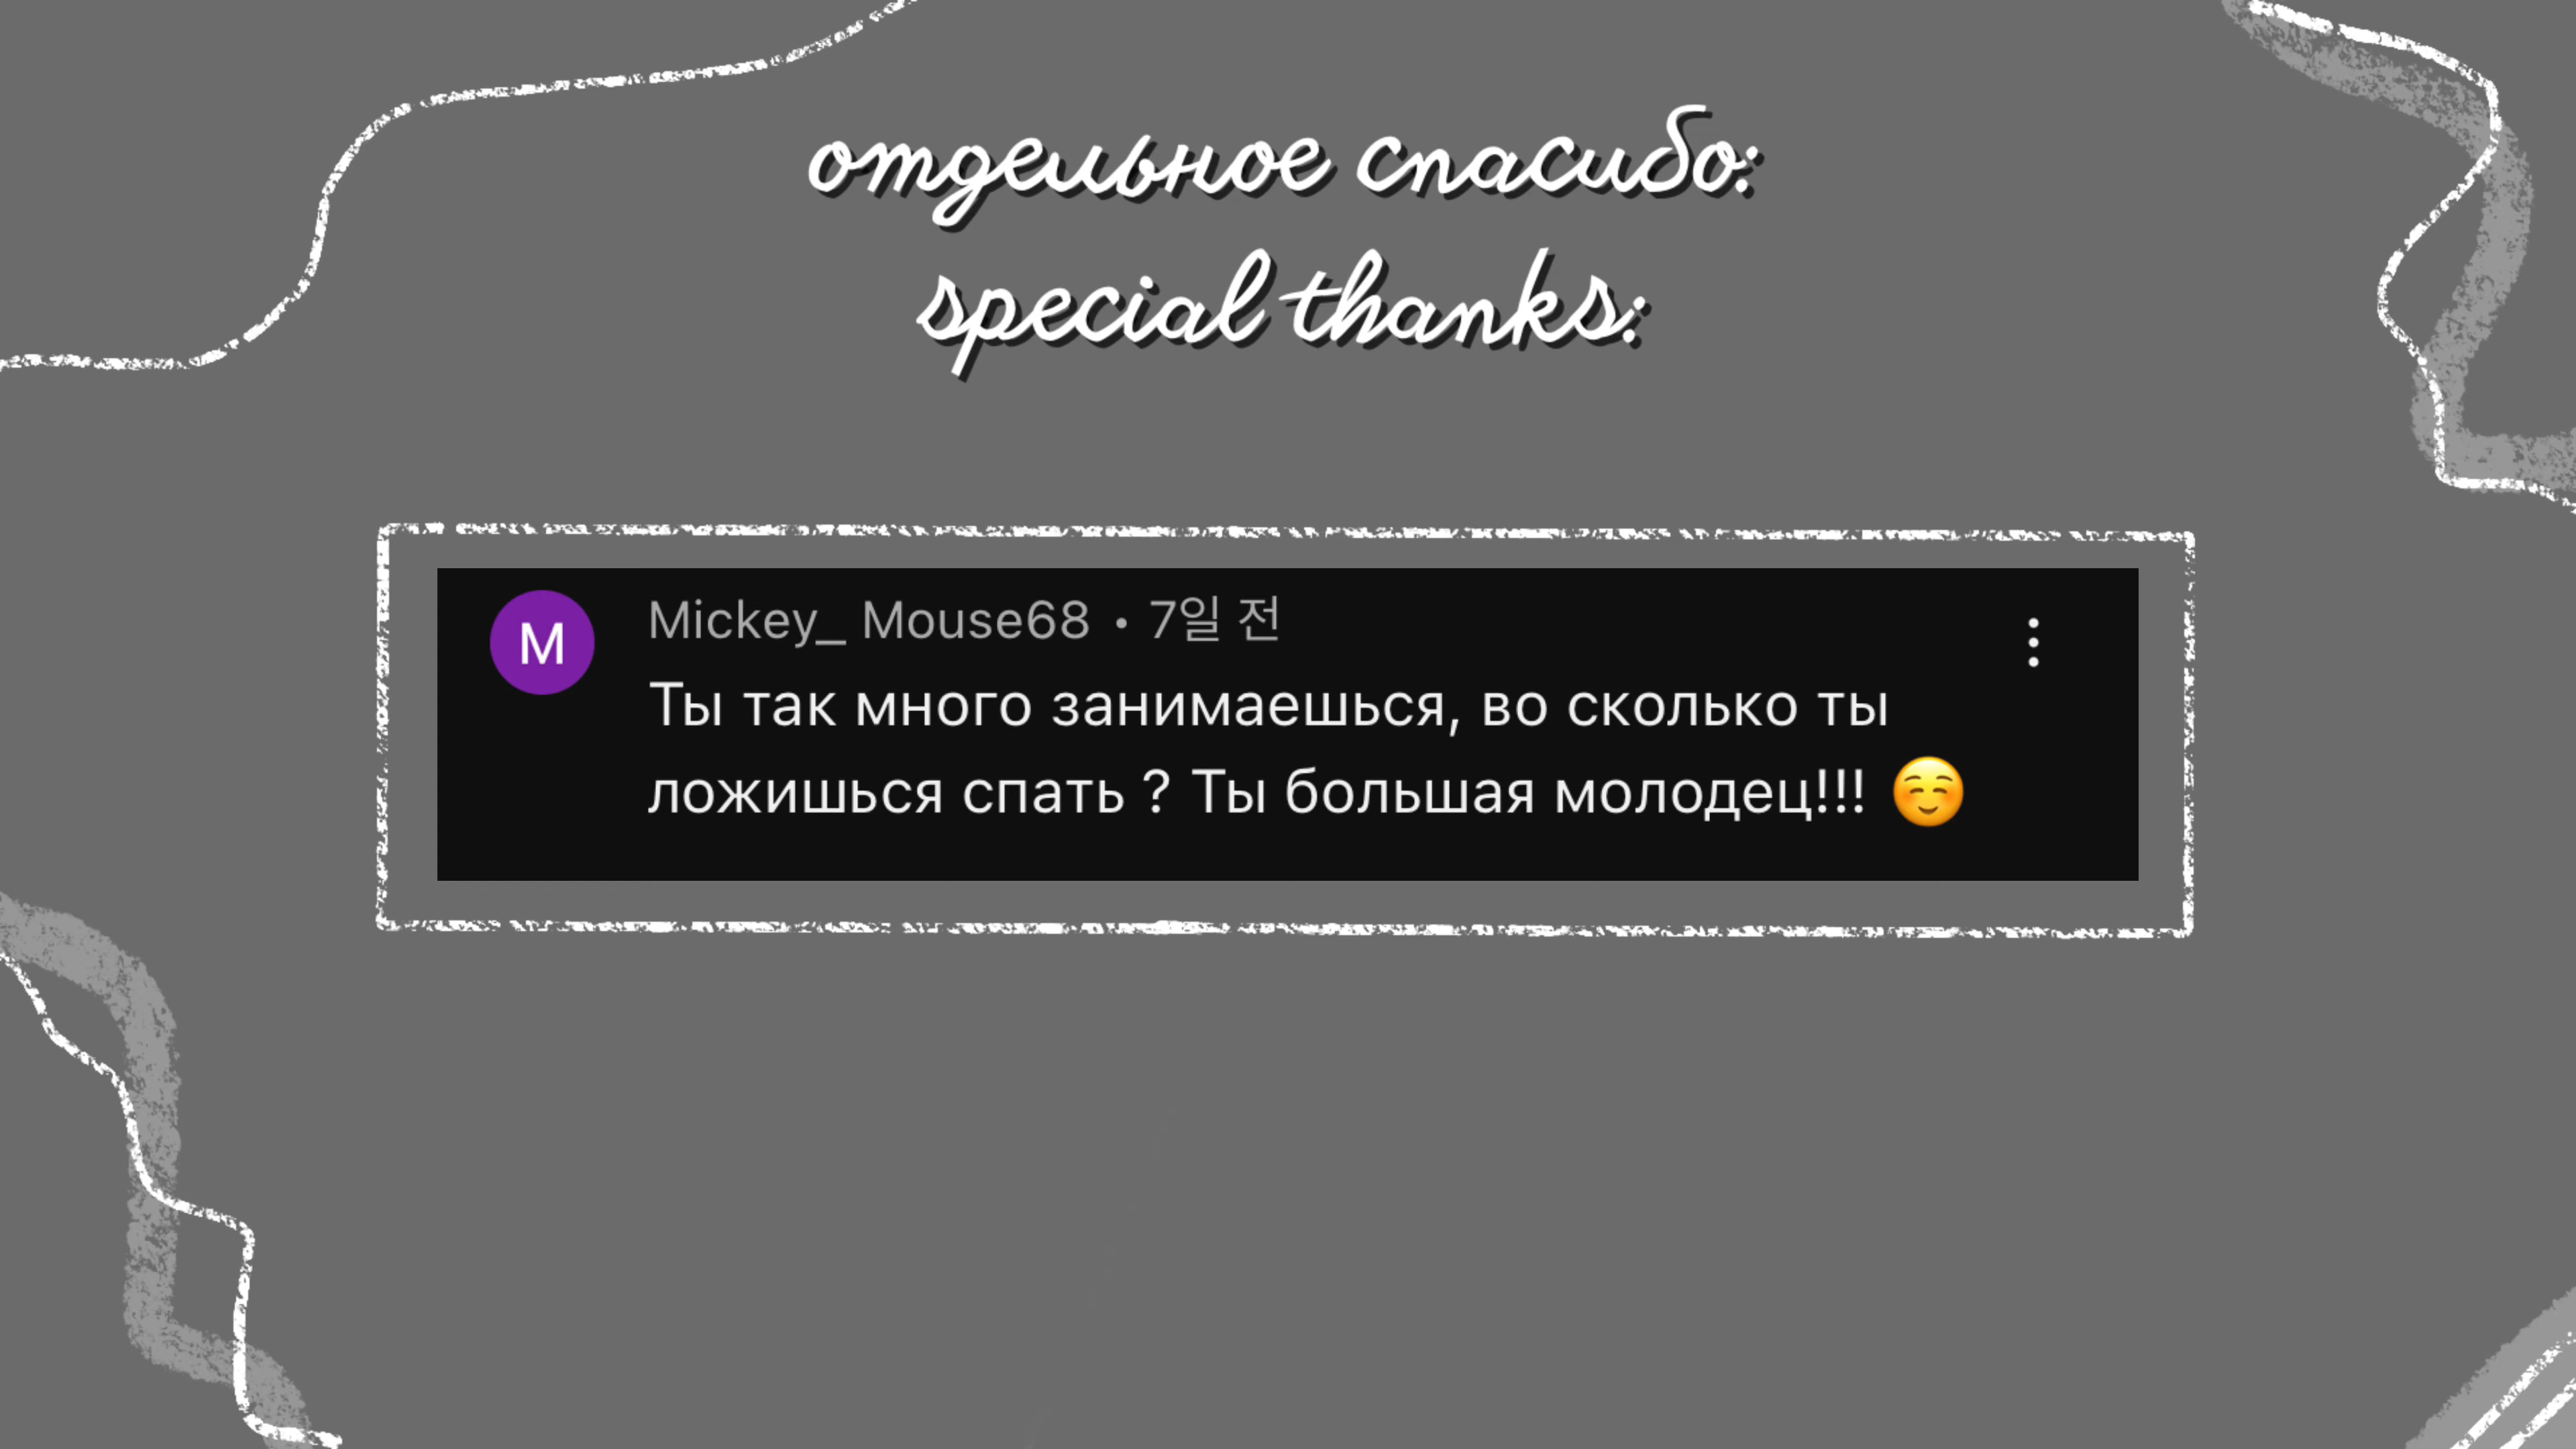 отдельное спасибо:
special thanks:
M
Mickey_ Mouse68 • 7일 전
Ты так много занимаешься, во сколько ты
ложишься спать ? Ты большая молодец!!! ☺️